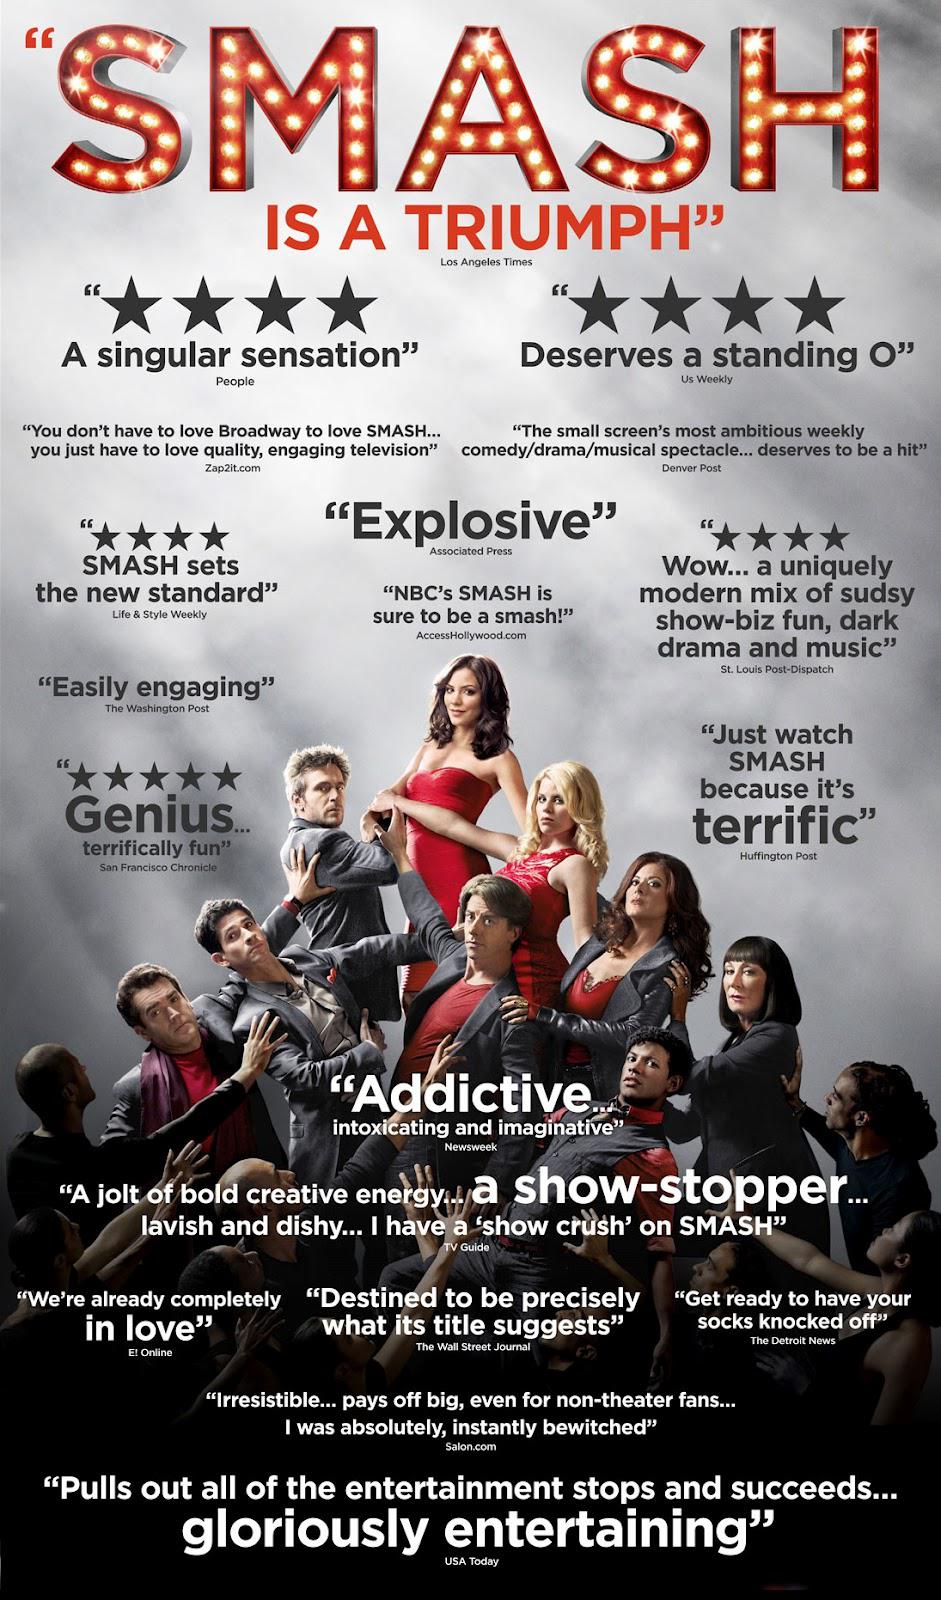 “SMASH
IS A TRIUMPH”
Los Angeles Times
“★★★★
A singular sensation”
People
“★★★★
Deserves a standing O”
Us Weekly
“You don’t have to love Broadway to love SMASH...
you just have to love quality, engaging television”
Zap2it.com
“The small screen’s most ambitious weekly
comedy/drama/musical spectacle... deserves to be a hit”
Denver Post
“★★★★
SMASH sets
the new standard”
Life & Style Weekly
“Explosive”
Associated Press
“NBC’s SMASH is
sure to be a smash!”
AccessHollywood.com
“★★★★
Wow... a uniquely
modern mix of sudsy
show-biz fun, dark
drama and music”
St. Louis Post-Dispatch
“Easily engaging”
The Washington Post
“★★★★★
Genius...
terrifically fun”
San Francisco Chronicle
“Just watch
SMASH
because it’s
terrific”
Huffington Post
“Addictive...
intoxicating and imaginative”
Newsweek
“A jolt of bold creative energy... a show-stopper...
lavish and dishy... I have a ‘show crush’ on SMASH”
TV Guide
“We’re already completely
in love”
E! Online
“Destined to be precisely
what its title suggests”
The Wall Street Journal
“Get ready to have your
socks knocked off”
The Detroit News
“Irresistible... pays off big, even for non-theater fans...
I was absolutely, instantly bewitched”
Salon.com
“Pulls out all of the entertainment stops and succeeds...
gloriously entertaining”
USA Today